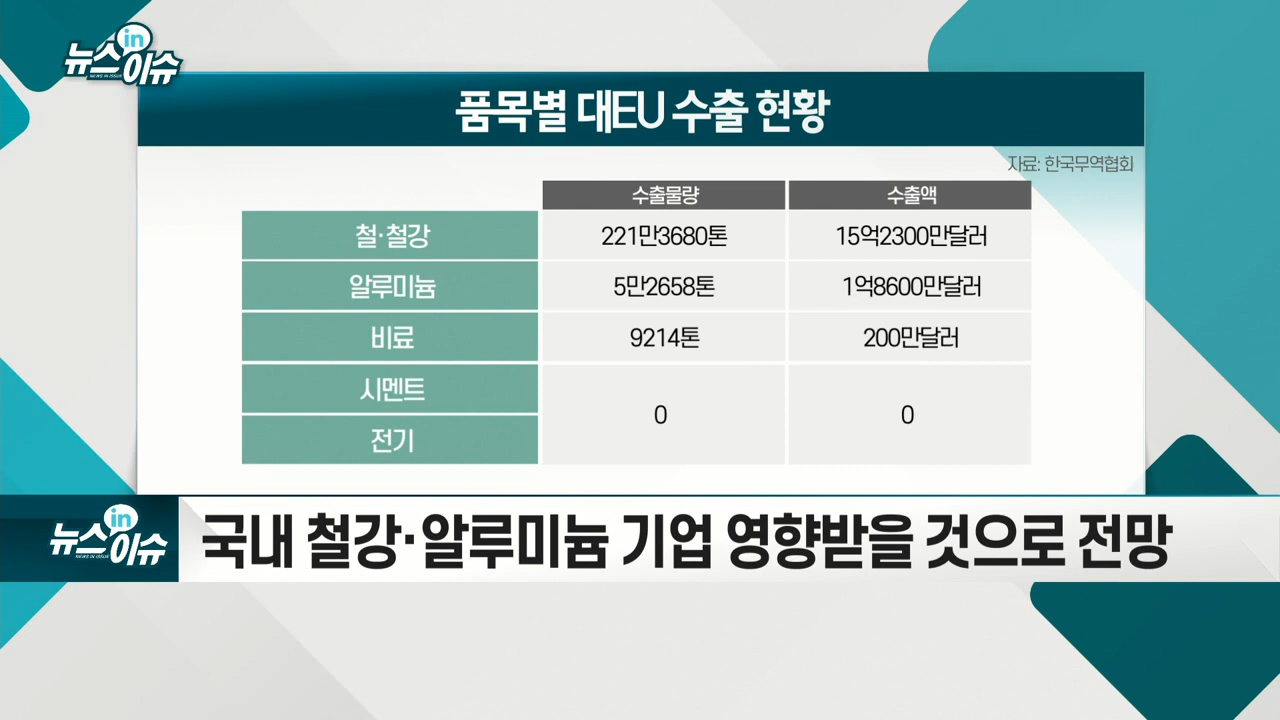 뉴스in이슈
NEWS IN ISSUE
품목별 대EU 수출 현황
자료: 한국무역협회
수출물량 수출액
철·철강 221만3680톤 15억2300만달러
알루미늄 5만2658톤 1억8600만달러
비료 9214톤 200만달러
시멘트
0 0
전기
뉴스in이슈
NEWS IN ISSUE
국내 철강·알루미늄 기업 영향받을 것으로 전망